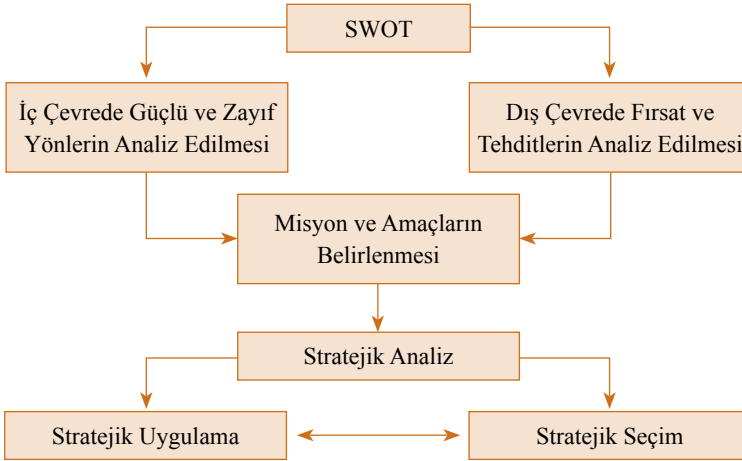 SWOT
İç Çevrede Güçlü ve Zayıf
Yönlerin Analiz Edilmesi
Dış Çevrede Fırsat ve
Tehditlerin Analiz Edilmesi
Misyon ve Amaçların
Belirlenmesi
Stratejik Analiz
Stratejik Uygulama
Stratejik Seçim